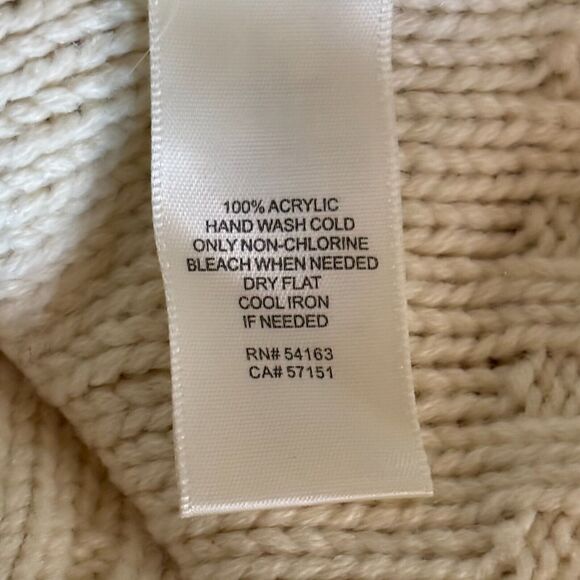 100% ACRYLIC
HAND WASH COLD
ONLY NON-CHLORINE
BLEACH WHEN NEEDED
DRY FLAT
COOL IRON
IF NEEDED
RN# 54163
CA# 57151